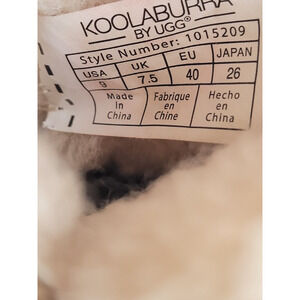 KOOLABURRA
BY UGG®
Style Number: 1015209
USA UK EU JAPAN
9 7.5 40 26
Made Fabrique Hecho
in en en
China Chine China